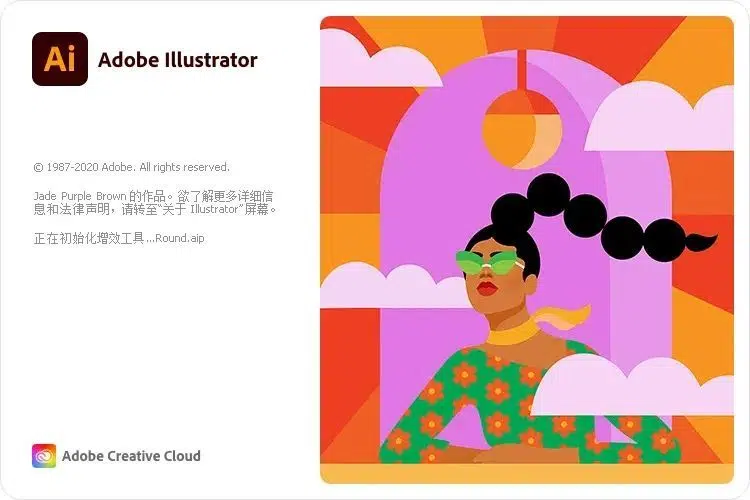 Ai
Adobe Illustrator
© 1987-2020 Adobe. All rights reserved.
Jade Purple Brown 的作品。欲了解更多详细信
息和法律声明，请转至“关于 Illustrator”屏幕。
正在初始化增效工具...Round.aip
Adobe Creative Cloud